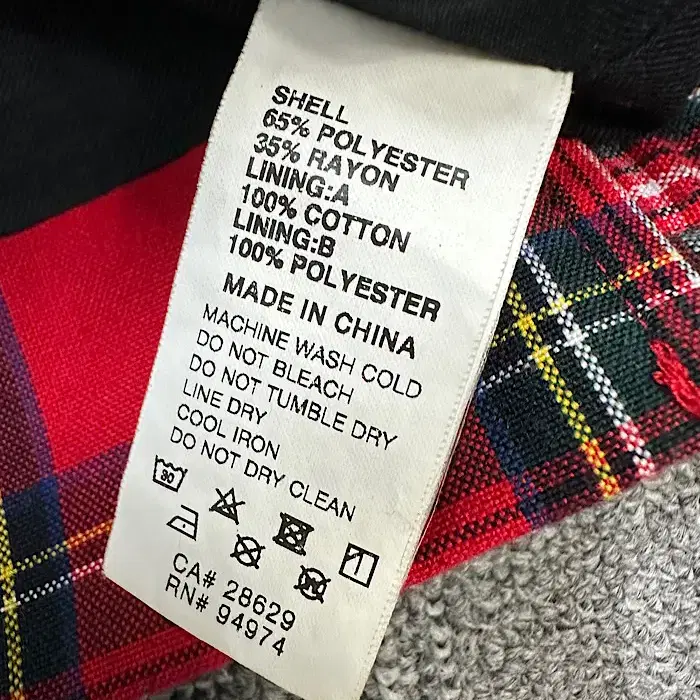 SHELL
65% POLYESTER
35% RAYON
LINING:A
100% COTTON
LINING:B
100% POLYESTER
MADE IN CHINA
MACHINE WASH COLD
DO NOT BLEACH
DO NOT TUMBLE DRY
LINE DRY
COOL IRON
DO NOT DRY CLEAN
30
CA# 28629
RN# 94974